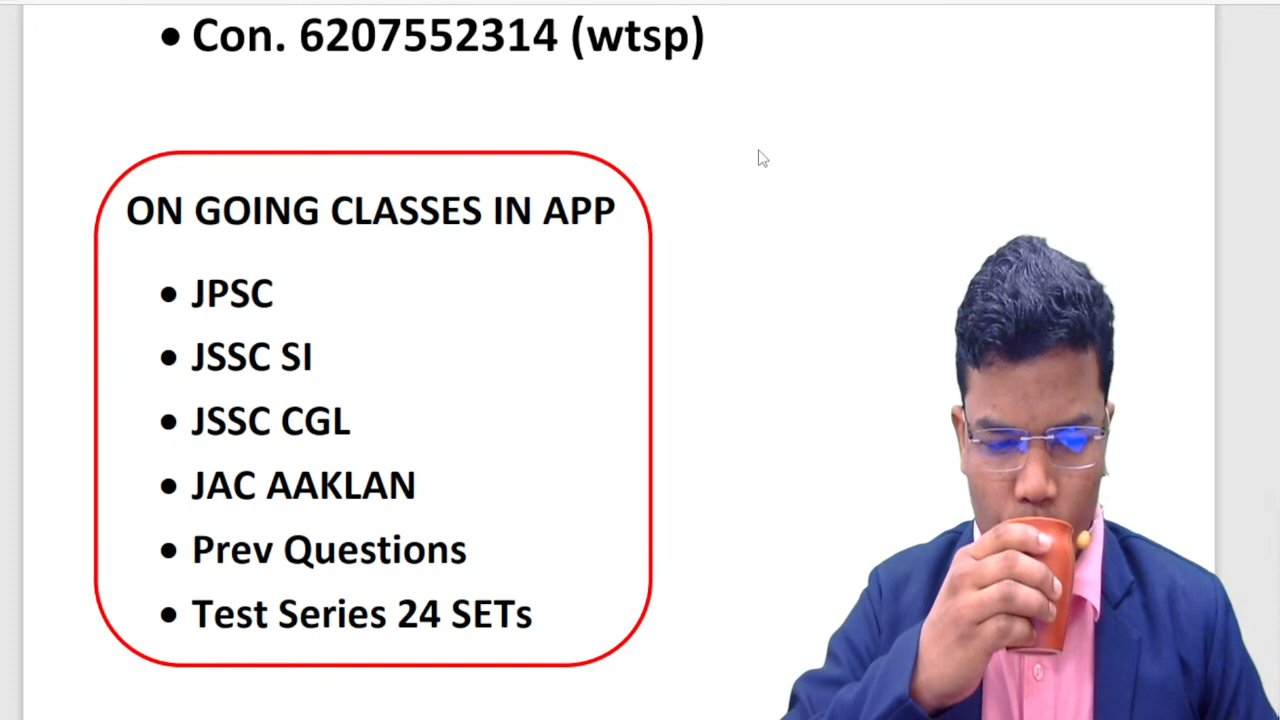 • Con. 6207552314 (wtsp)
ON GOING CLASSES IN APP
• JPSC
• JSSC SI
• JSSC CGL
• JAC AAKLAN
• Prev Questions
• Test Series 24 SETs